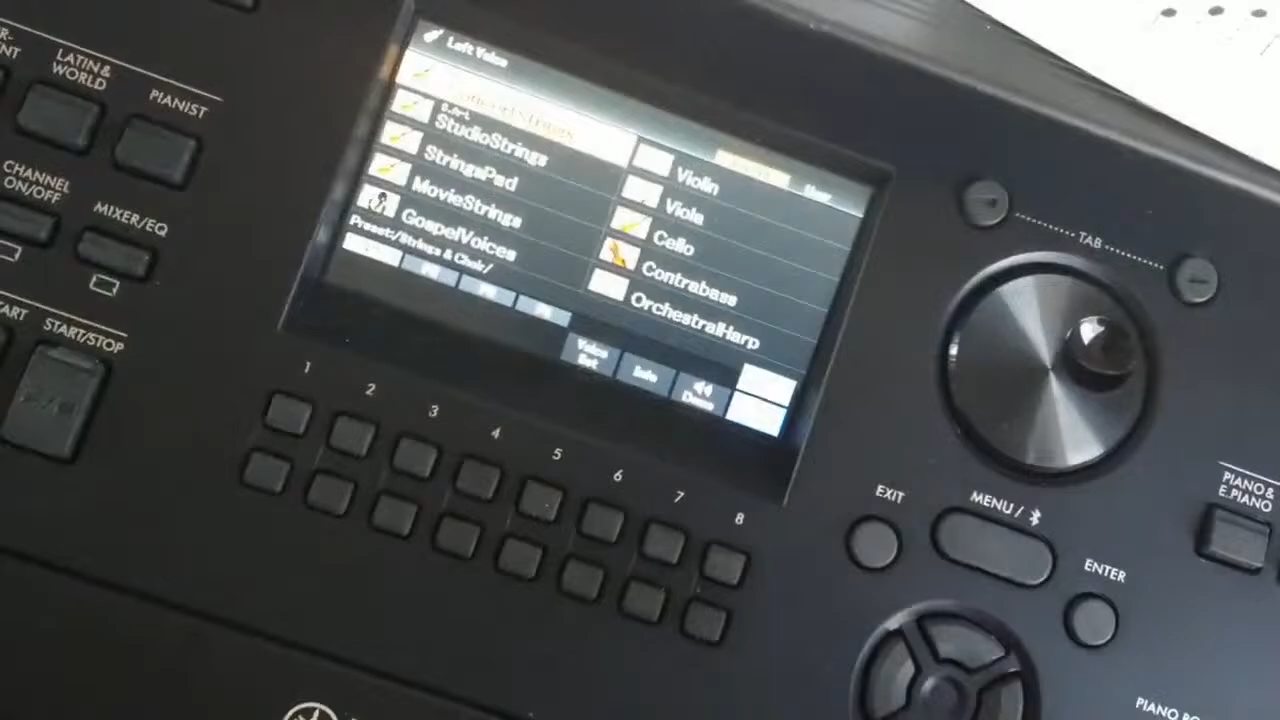 LATIN &
WORLD
PIANIST
CHANNEL
ON/OFF
MIXER/EQ
START/STOP
Left Voice
StudioStrings
StringsPad
MovieStrings
GospelVoices
Preset:/Strings & Choir/
Violin
Viola
Cello
Contrabass
OrchestralHarp
Voice
Set
Info
Demo
1
2
3
4
5
6
7
8
TAB
EXIT
MENU /
ENTER
PIANO &
E.PIANO